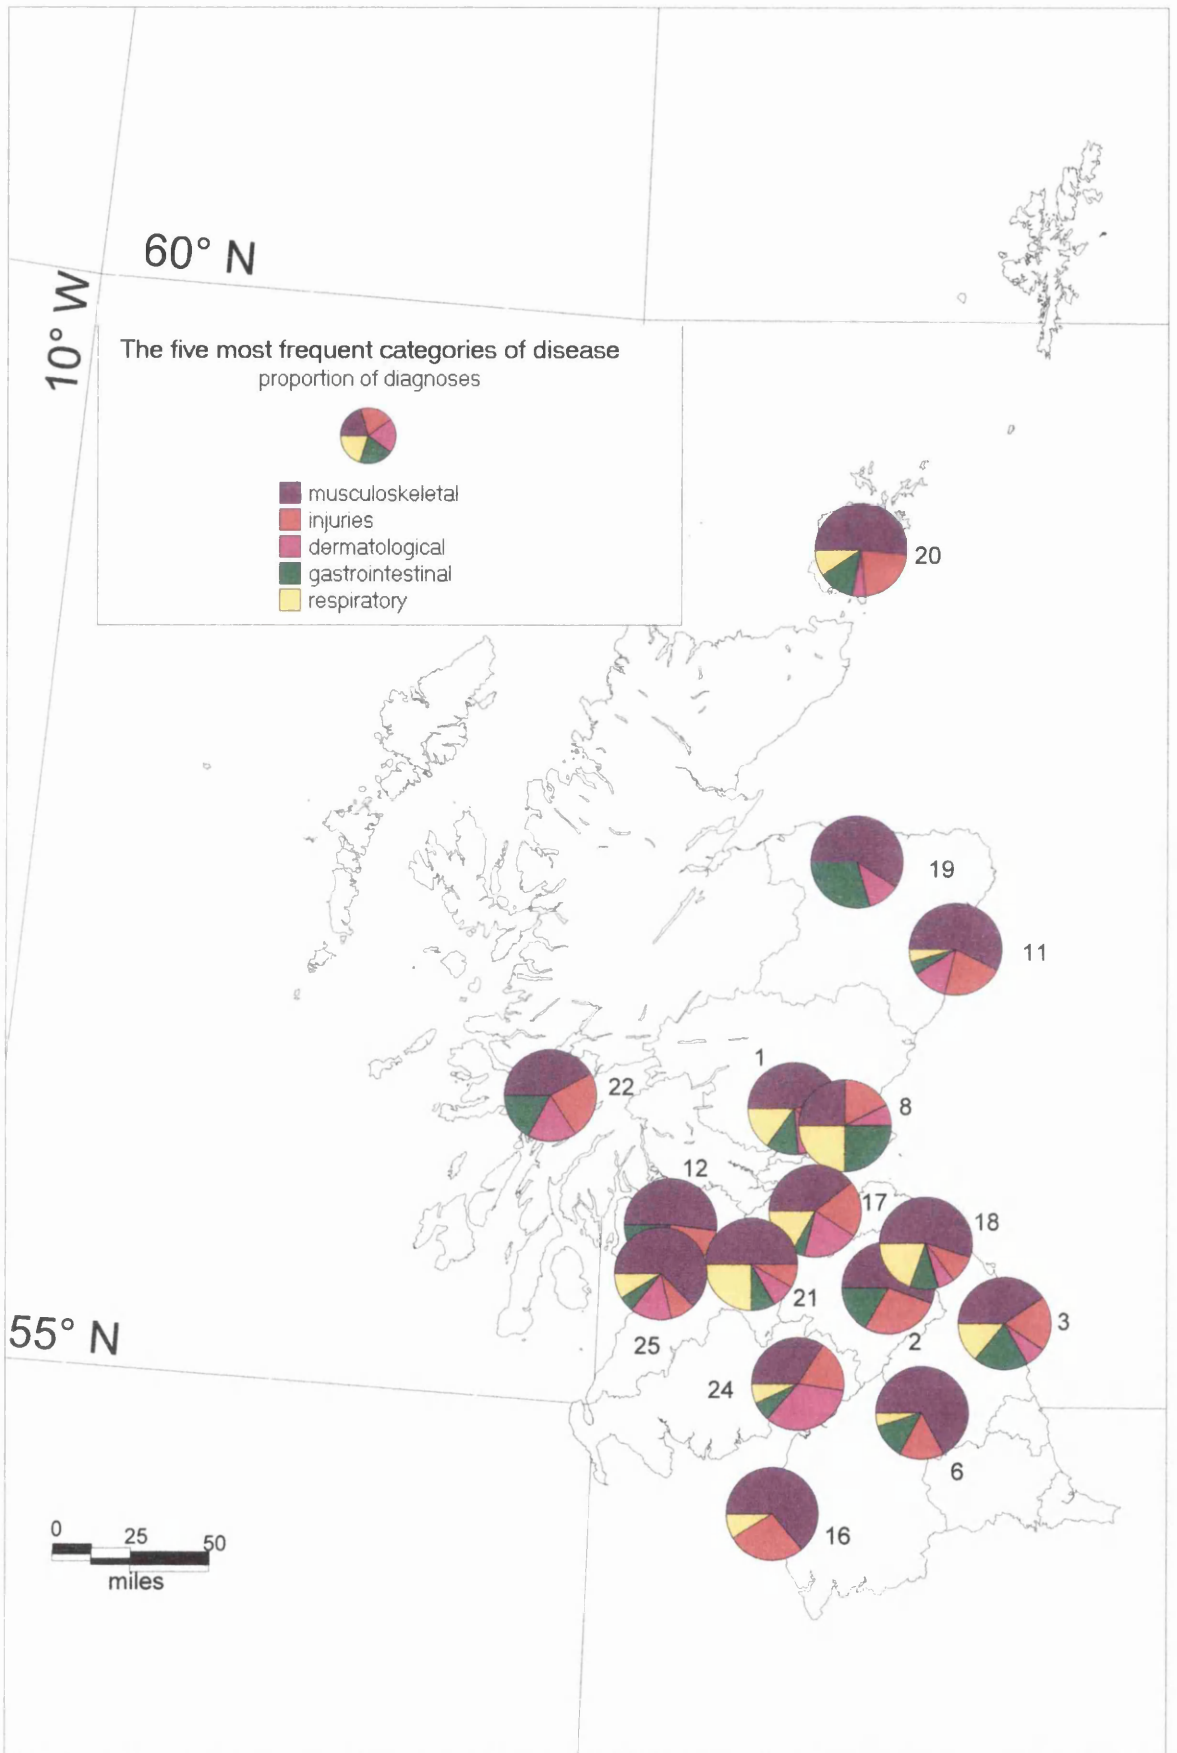 60° N
10° W
The five most frequent categories of disease
proportion of diagnoses
musculoskeletal
injuries
dermatological
gastrointestinal
respiratory
20
19
11
1
22
8
12
17
18
21
3
2
25
24
55° N
6
16
0 25 50
miles